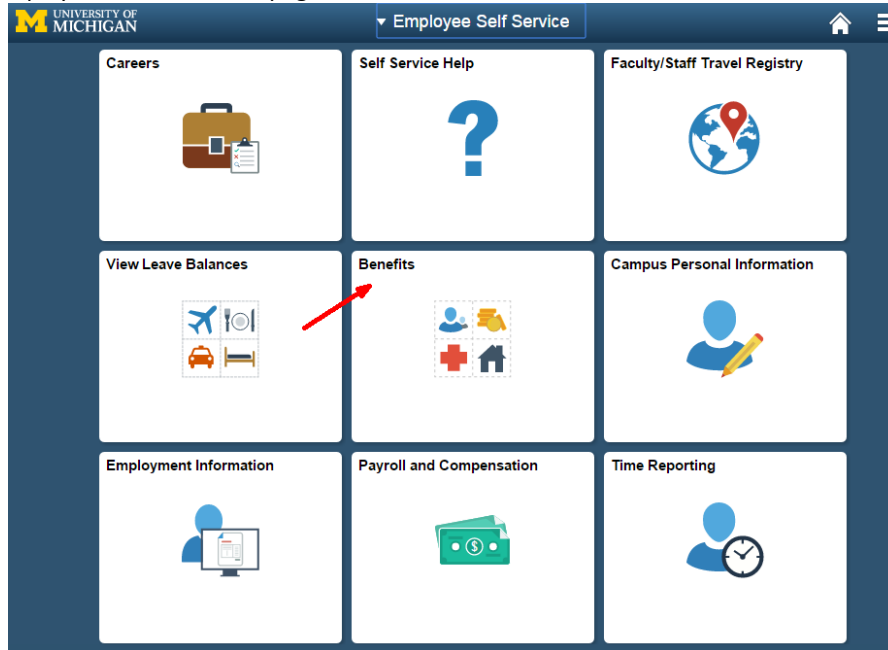 UNIVERSITY OF
MICHIGAN
Employee Self Service
Careers
Self Service Help
Faculty/Staff Travel Registry
View Leave Balances
Benefits
Campus Personal Information
Employment Information
Payroll and Compensation
Time Reporting